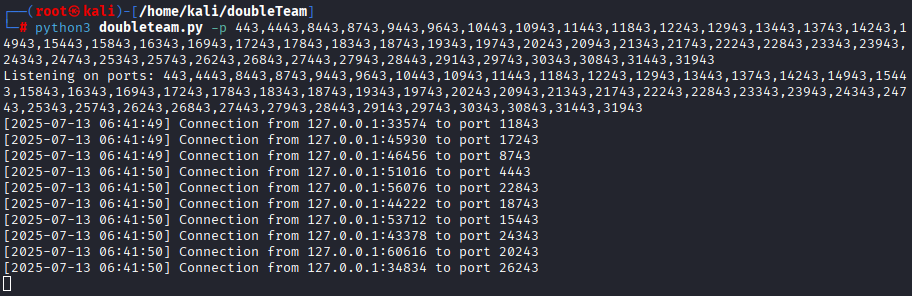 ┌──(root㉿kali)-[/home/kali/doubleTeam]
└─# python3 doubleteam.py -p 443,4443,8443,8743,9443,9643,10443,10943,11443,11843,12243,12943,13443,13743,14243,1
4943,15443,15843,16343,16943,17243,17843,18343,18743,19343,19743,20243,20943,21343,21743,22243,22843,23343,23943,
24343,24743,25343,25743,26243,26843,27443,27943,28443,29143,29743,30343,30843,31443,31943
Listening on ports: 443,4443,8443,8743,9443,9643,10443,10943,11443,11843,12243,12943,13443,13743,14243,14943,1544
3,15843,16343,16943,17243,17843,18343,18743,19343,19743,20243,20943,21343,21743,22243,22843,23343,23943,24343,247
43,25343,25743,26243,26843,27443,27943,28443,29143,29743,30343,30843,31443,31943
[2025-07-13 06:41:49] Connection from 127.0.0.1:33574 to port 11843
[2025-07-13 06:41:49] Connection from 127.0.0.1:45930 to port 17243
[2025-07-13 06:41:49] Connection from 127.0.0.1:46456 to port 8743
[2025-07-13 06:41:50] Connection from 127.0.0.1:51016 to port 4443
[2025-07-13 06:41:50] Connection from 127.0.0.1:56076 to port 22843
[2025-07-13 06:41:50] Connection from 127.0.0.1:44222 to port 18743
[2025-07-13 06:41:50] Connection from 127.0.0.1:53712 to port 15443
[2025-07-13 06:41:50] Connection from 127.0.0.1:43378 to port 24343
[2025-07-13 06:41:50] Connection from 127.0.0.1:60616 to port 20243
[2025-07-13 06:41:50] Connection from 127.0.0.1:34834 to port 26243